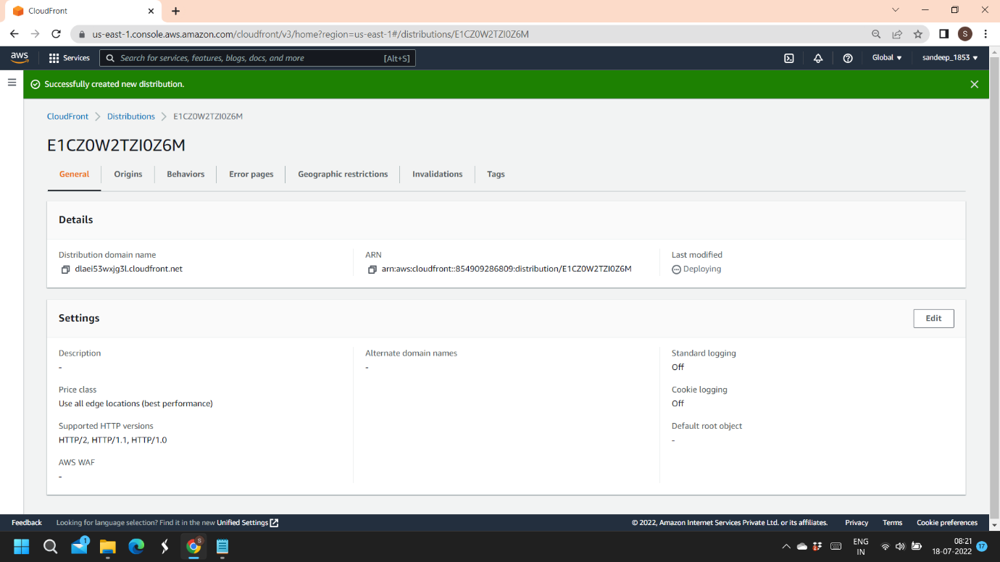 CloudFront
us-east-1.console.aws.amazon.com/cloudfront/v3/home?region=us-east-1#/distributions/E1CZ0W2TZI0Z6M
S
aws
Services
Search for services, features, blogs, docs, and more
[Alt+S]
Global
sandeep_1853
Successfully created new distribution.
CloudFront
Distributions
E1CZ0W2TZI0Z6M
E1CZ0W2TZI0Z6M
General
Origins
Behaviors
Error pages
Geographic restrictions
Invalidations
Tags
Details
Distribution domain name
dlaei53wxjg3l.cloudfront.net
ARN
arn:aws:cloudfront::854909286809:distribution/E1CZ0W2TZI0Z6M
Last modified
Deploying
Settings
Edit
Description
-
Price class
Use all edge locations (best performance)
Supported HTTP versions
HTTP/2, HTTP/1.1, HTTP/1.0
AWS WAF
-
Alternate domain names
-
Standard logging
Off
Cookie logging
Off
Default root object
-
Feedback
Looking for language selection? Find it in the new Unified Settings
© 2022, Amazon Internet Services Private Ltd. or its affiliates.
Privacy
Terms
Cookie preferences
1
S
ENG
IN
08:21
18-07-2022
17